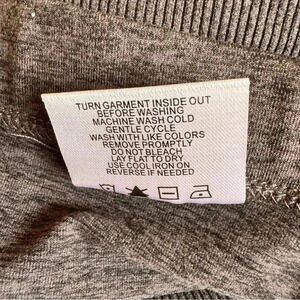 TURN GARMENT INSIDE OUT
BEFORE WASHING
MACHINE WASH COLD
GENTLE CYCLE
WASH WITH LIKE COLORS
REMOVE PROMPTLY
DO NOT BLEACH
LAY FLAT TO DRY
USE COOL IRON ON
REVERSE IF NEEDED